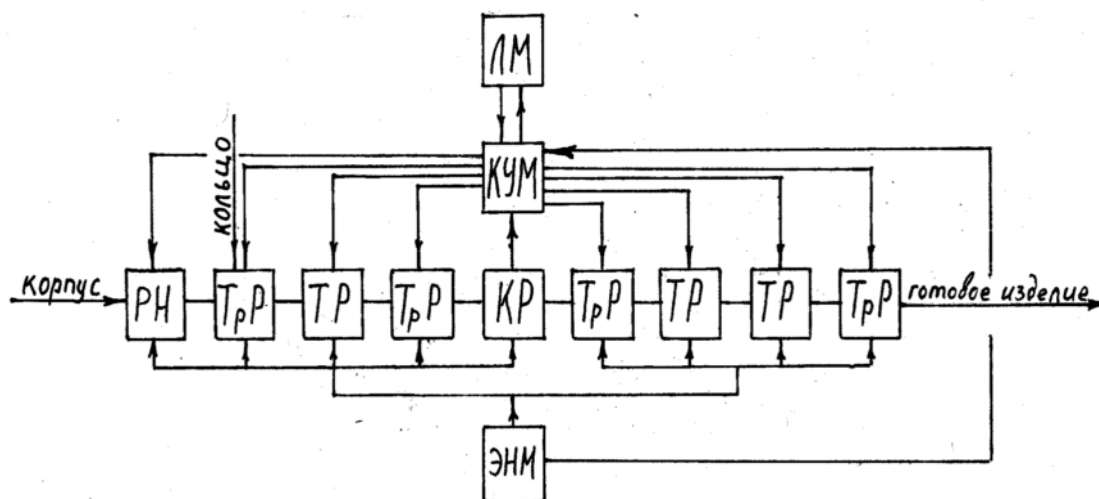 ЛМ
кольцо
КУМ
корпус
РН
ТрР
ТР
ТрР
КР
ТрР
ТР
ТР
ТрР
готовое изделие
ЭНМ